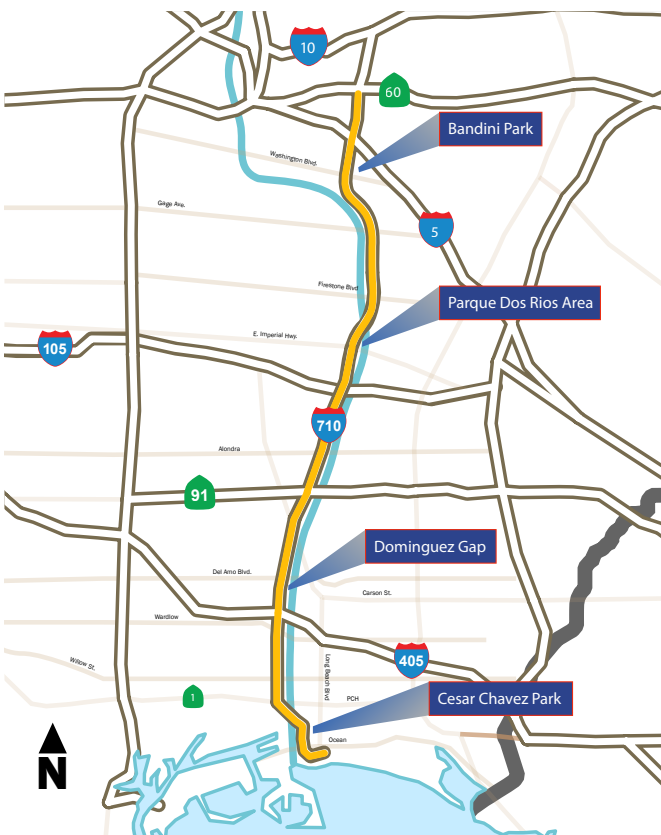 10
60
Bandini Park
Washington Blvd.
Gage Ave.
5
Firestone Blvd
Parque Dos Rios Area
E. Imperial Hwy.
105
710
Alondra
91
Dominguez Gap
Del Amo Blvd.
Carson St.
Wardlow
Willow St.
405
Long Beach Blvd
1
PCH
Cesar Chavez Park
Ocean
N